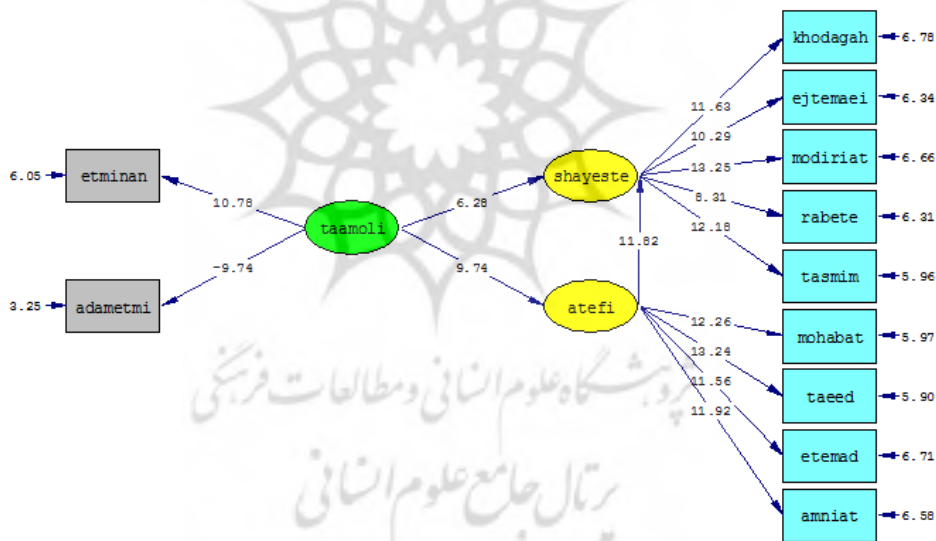 khodagah
6.78
11.63
ejtemaei
6.34
10.29
modiriat
6.66
13.25
6.05
etminan
shayeste
8.31
rabete
6.31
10.78
6.28
12.18
taamoli
11.82
tasmim
5.96
-9.74
9.74
3.25
adametmi
atefi
12.26
mohabat
5.97
13.24
taeed
5.90
11.56
11.92
پژوهشگاه علوم انسانی و مطالعات فرهنگی
etemad
6.71
پرتال جامع علوم انسانی
amniat
6.58